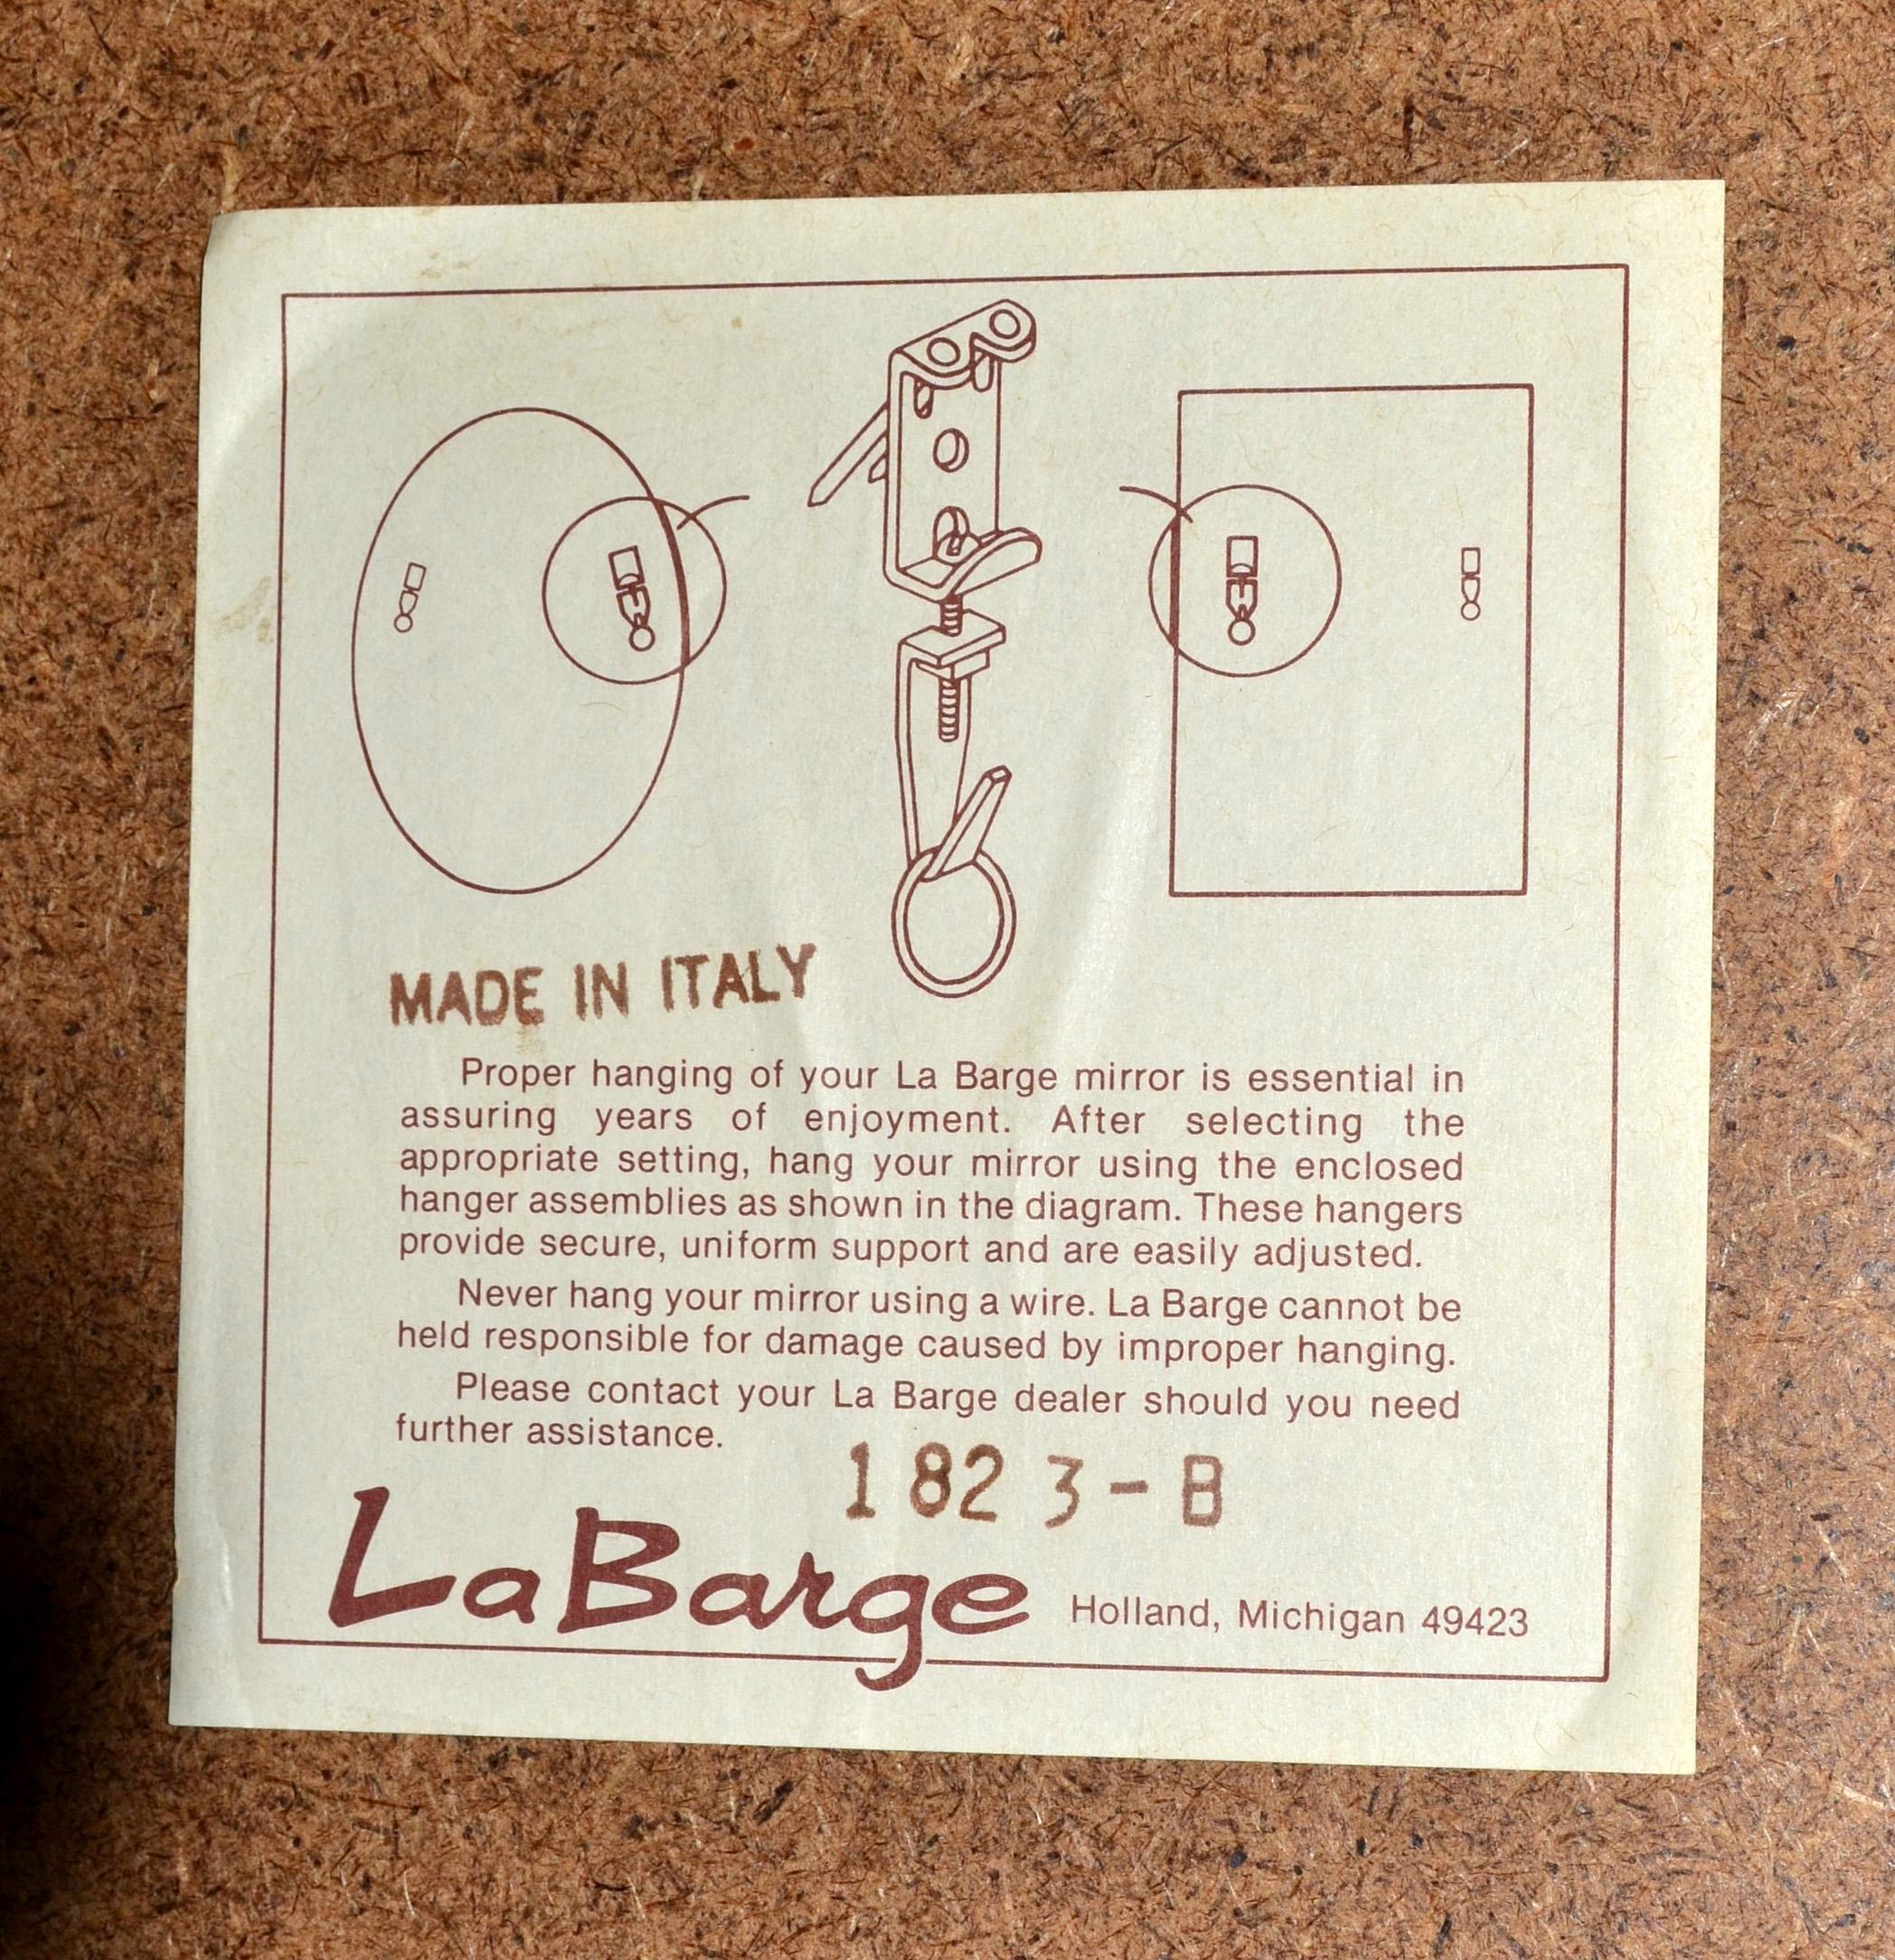 MADE IN ITALY
Proper hanging of your La Barge mirror is essential in
assuring years of enjoyment. After selecting the
appropriate setting, hang your mirror using the enclosed
hanger assemblies as shown in the diagram. These hangers
provide secure, uniform support and are easily adjusted.
Never hang your mirror using a wire. La Barge cannot be
held responsible for damage caused by improper hanging.
Please contact your La Barge dealer should you need
further assistance.
1823-B
LaBarge Holland, Michigan 49423